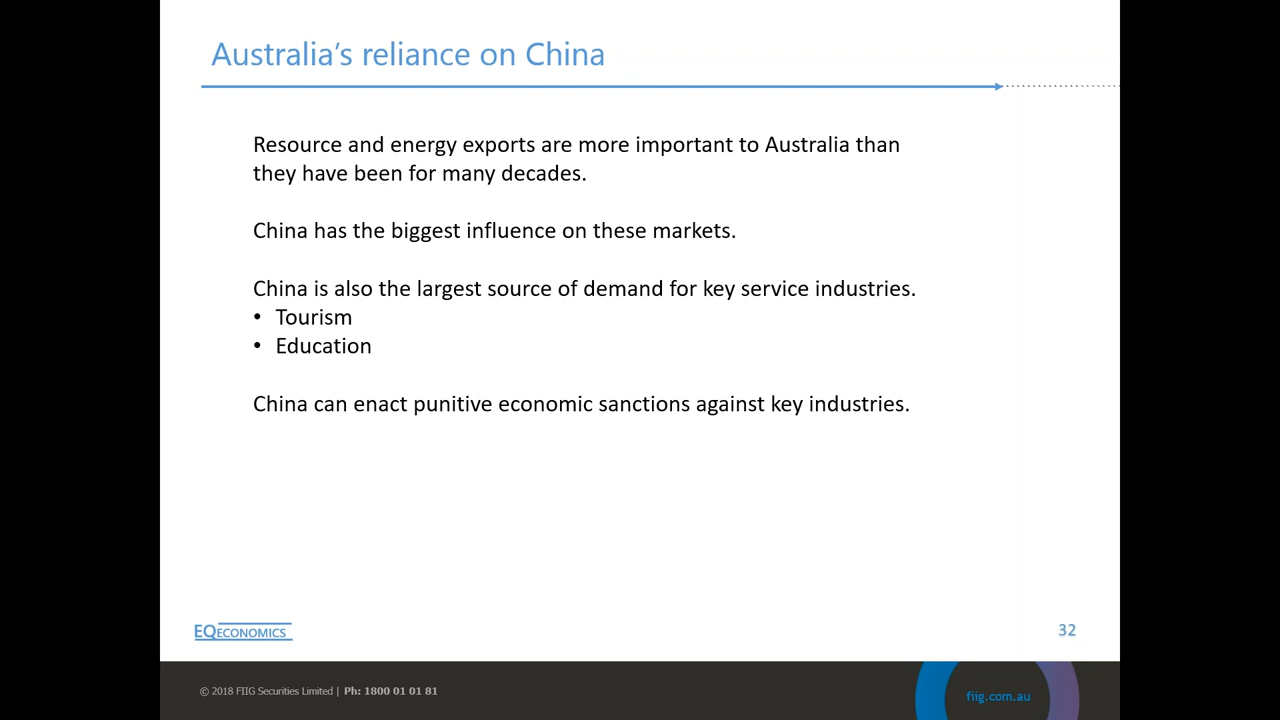 Australia's reliance on China
Resource and energy exports are more important to Australia than
they have been for many decades.
China has the biggest influence on these markets.
China is also the largest source of demand for key service industries.
• Tourism
• Education
China can enact punitive economic sanctions against key industries.
EQECONOMICS
32
© 2018 FIIG Securities Limited | Ph: 1800 01 01 81
fiig.com.au